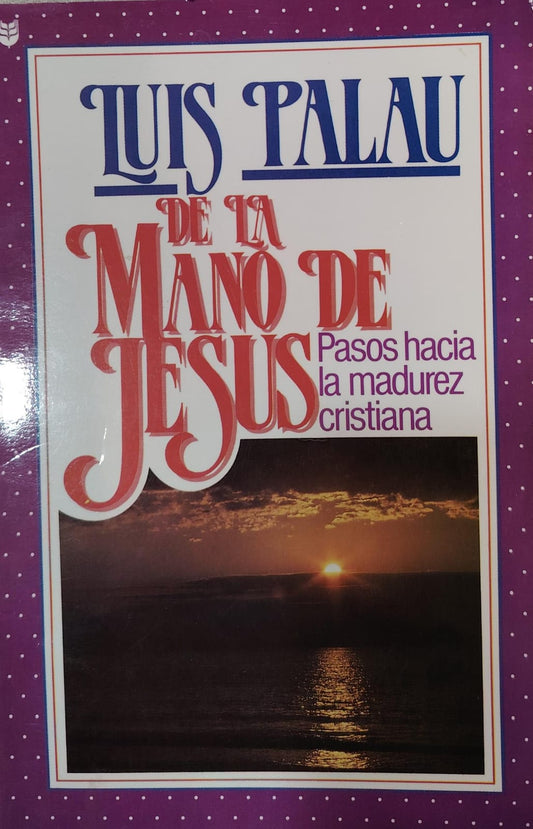 LUIS PALAU
DE LA
MANO DE
JESUS
Pasos hacia
la madurez
cristiana